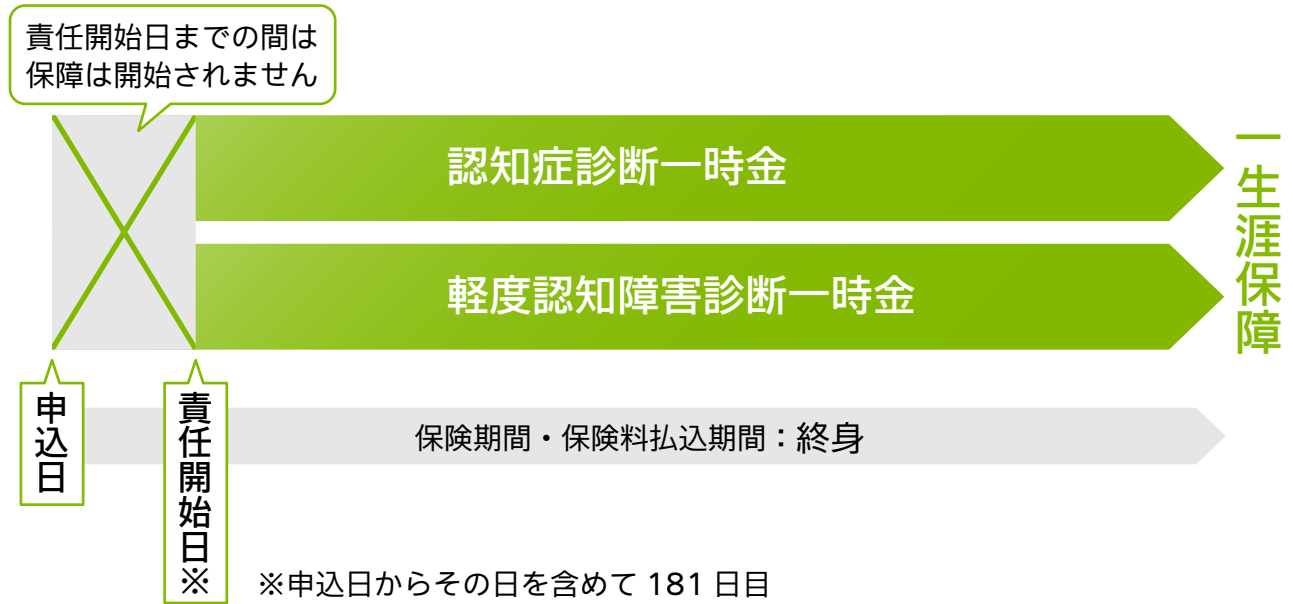 責任開始日までの間は
保障は開始されません
認知症診断一時金
軽度認知障害診断一時金
一生涯保障
申込日
責任開始日※
保険期間・保険料払込期間：終身
※申込日からその日を含めて 181 日目